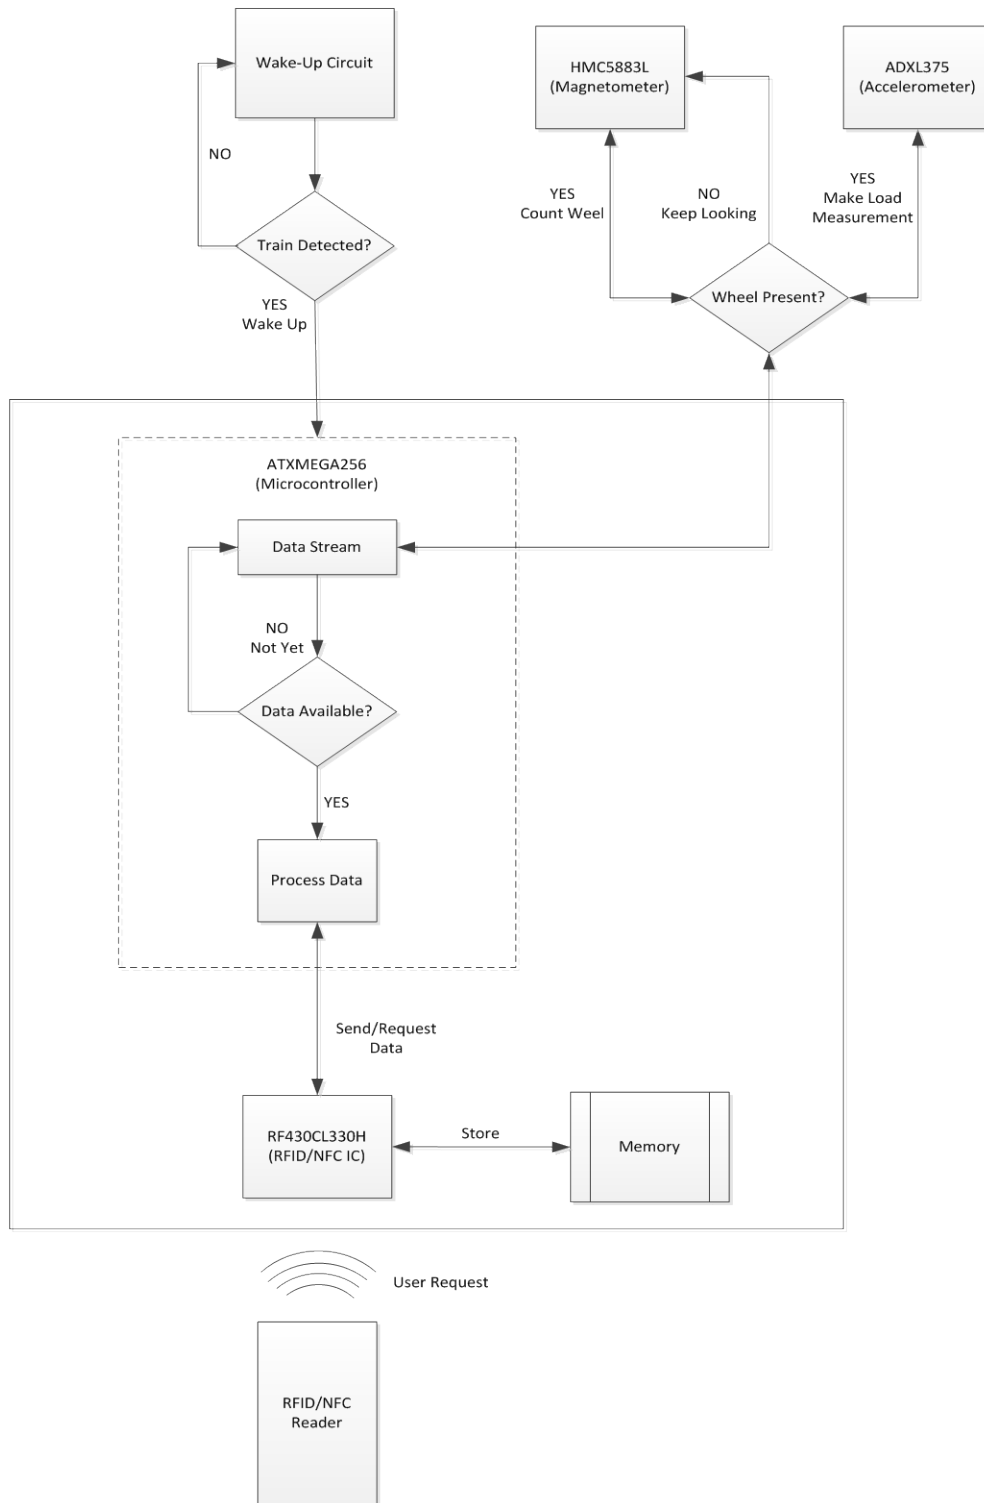 Wake-Up Circuit
HMC5883L
(Magnetometer)
ADXL375
(Accelerometer)
NO
YES
Count Weel
NO
Keep Looking
YES
Make Load
Measurement
Train Detected?
Wheel Present?
YES
Wake Up
ATXMEGA256
(Microcontroller)
Data Stream
NO
Not Yet
Data Available?
YES
Process Data
Send/Request
Data
RF430CL330H
(RFID/NFC IC)
Store
Memory
User Request
RFID/NFC
Reader